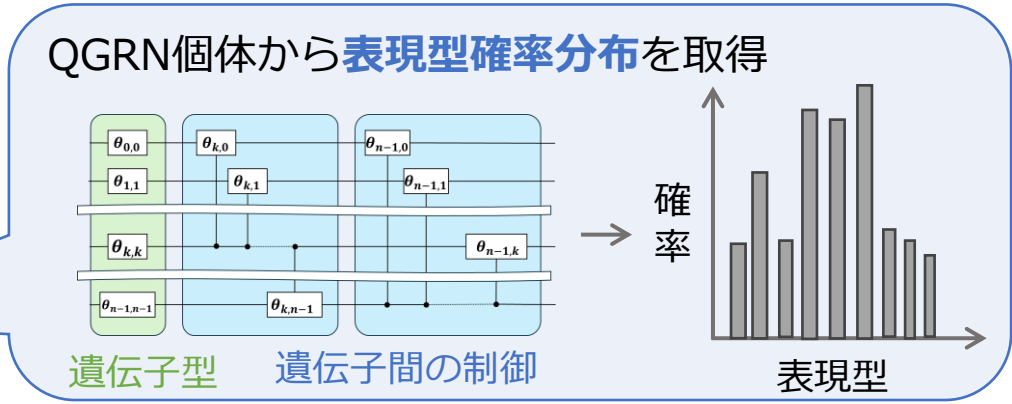 QGRN個体から表現型確率分布を取得
θ0,0 θk,0 θn−1,0
θ1,1 θk,1 θn−1,1
θk,k θn−1,k
θn−1,n−1 θk,n−1
遺伝子型 遺伝子間の制御
確率
表現型